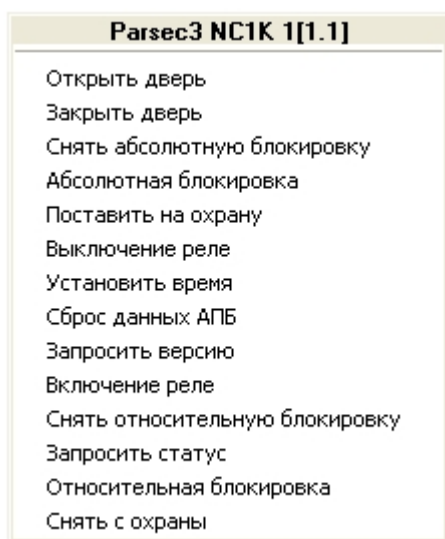 Parsec3 NC1K 1[1.1]
Открыть дверь
Закрыть дверь
Снять абсолютную блокировку
Абсолютная блокировка
Поставить на охрану
Выключение реле
Установить время
Сброс данных АПБ
Запросить версию
Включение реле
Снять относительную блокировку
Запросить статус
Относительная блокировка
Снять с охраны